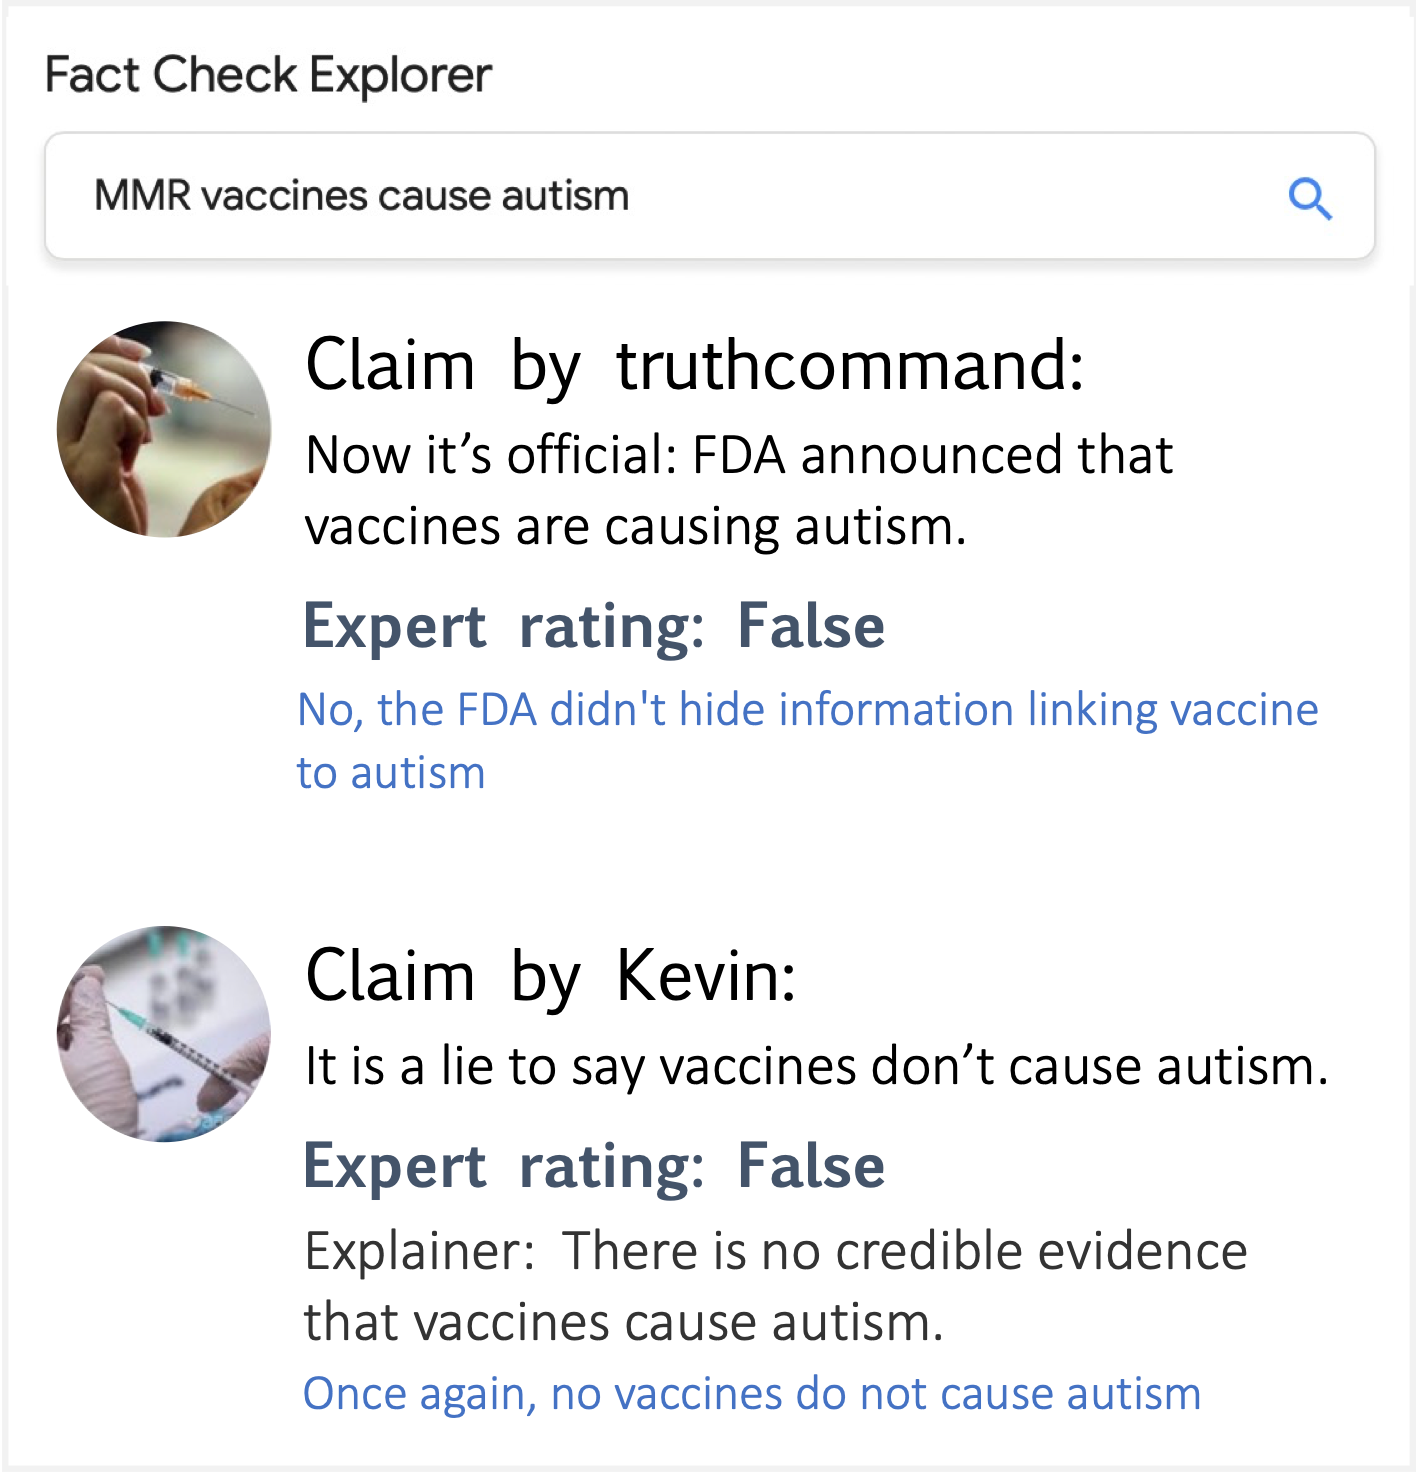 Fact Check Explorer
MMR vaccines cause autism
Claim by truthcommand:
Now it’s official: FDA announced that
vaccines are causing autism.
Expert rating: False
No, the FDA didn't hide information linking vaccine
to autism
Claim by Kevin:
It is a lie to say vaccines don’t cause autism.
Expert rating: False
Explainer: There is no credible evidence
that vaccines cause autism.
Once again, no vaccines do not cause autism